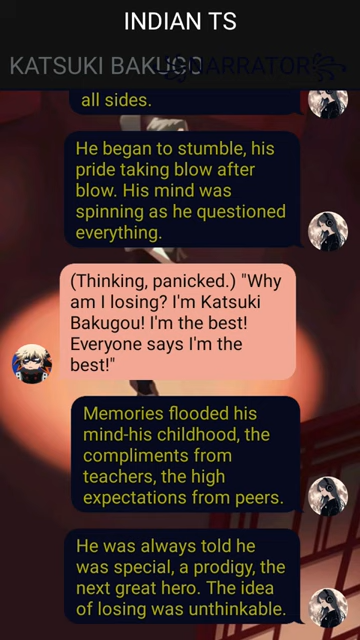 INDIAN TS
KATSUKI BAKUGO
NARRATOR
all sides.
He began to stumble, his
pride taking blow after
blow. His mind was
spinning as he questioned
everything.
(Thinking, panicked.) "Why
am I losing? I'm Katsuki
Bakugou! I'm the best!
Everyone says I'm the
best!"
Memories flooded his
mind-his childhood, the
compliments from
teachers, the high
expectations from peers.
He was always told he
was special, a prodigy, the
next great hero. The idea
of losing was unthinkable.